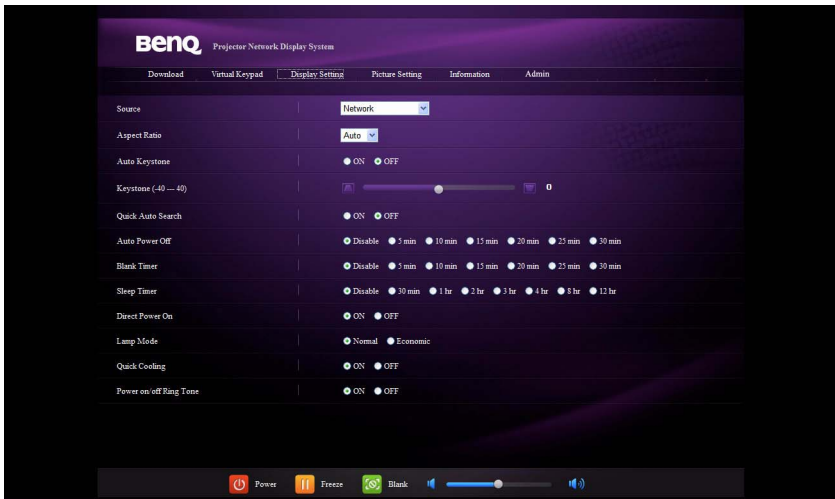 BenQ Projector Network Display System
Download Virtual Keypad Display Setting Picture Setting Information Admin
Source Network
Aspect Ratio Auto
Auto Keystone ON OFF
Keystone (-40 — 40) 0
Quick Auto Search ON OFF
Auto Power Off Disable 5 min 10 min 15 min 20 min 25 min 30 min
Blank Timer Disable 5 min 10 min 15 min 20 min 25 min 30 min
Sleep Timer Disable 30 min 1 hr 2 hr 3 hr 4 hr 8 hr 12 hr
Direct Power On ON OFF
Lamp Mode Normal Economic
Quick Cooling ON OFF
Power on/off Ring Tone ON OFF
Power Freeze Blank